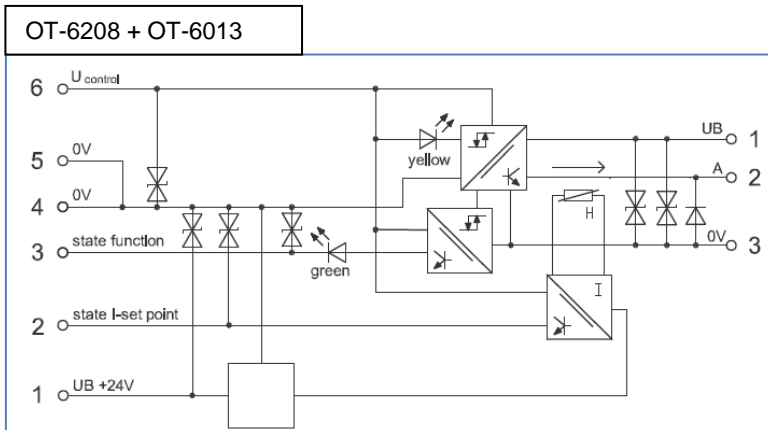 OT-6208 + OT-6013
6 U control
5 0V
4 0V
3 state function
2 state I-set point
1 UB +24V
yellow
green
H
I
UB 1
A 2
0V 3